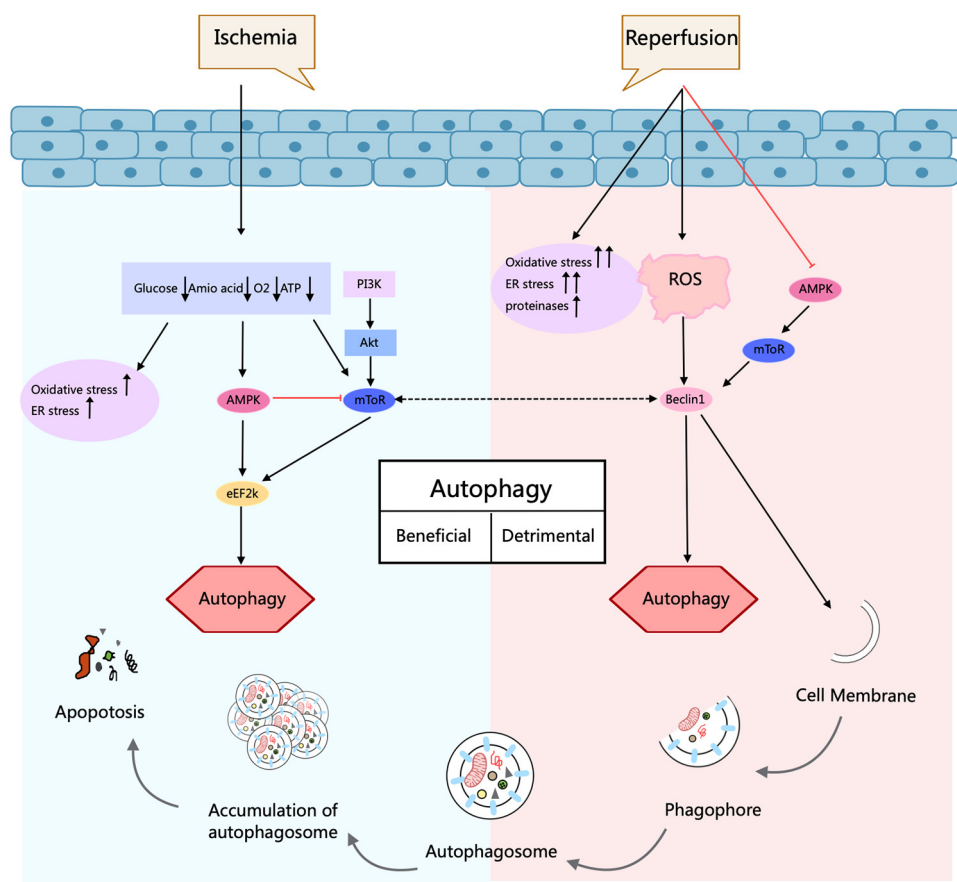 Ischemia
Reperfusion
Glucose Amio acid O2 ATP
PI3K
Akt
Oxidative stress
ER stress
AMPK
mToR
eEF2k
Autophagy
Oxidative stress
ER stress
proteinases
ROS
AMPK
mToR
Beclin1
Autophagy
Autophagy
Beneficial
Detrimental
Cell Membrane
Phagophore
Autophagosome
Accumulation of
autophagosome
Apopotosis